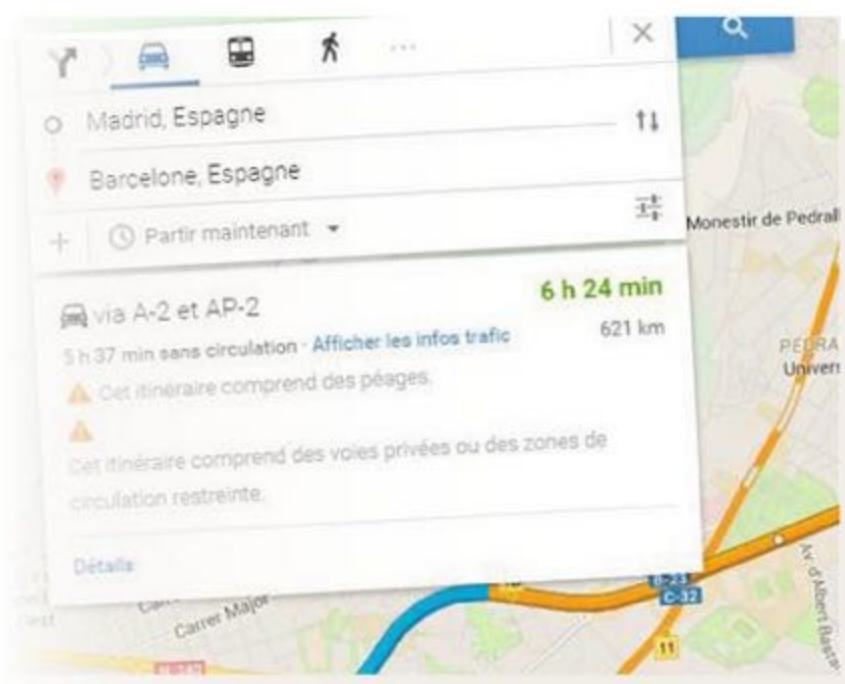 Madrid, Espagne
Barcelone, Espagne
Partir maintenant
via A-2 et AP-2
6 h 24 min
5 h 37 min sans circulation · Afficher les infos trafic
621 km
Cet itinéraire comprend des péages.
Cet itinéraire comprend des voies privées ou des zones de
circulation restreinte.
Détails
Monestir de Pedral
PEDRA
Univers
B-23
C-32
11
Av. d'Albert Basto
Carrer Major